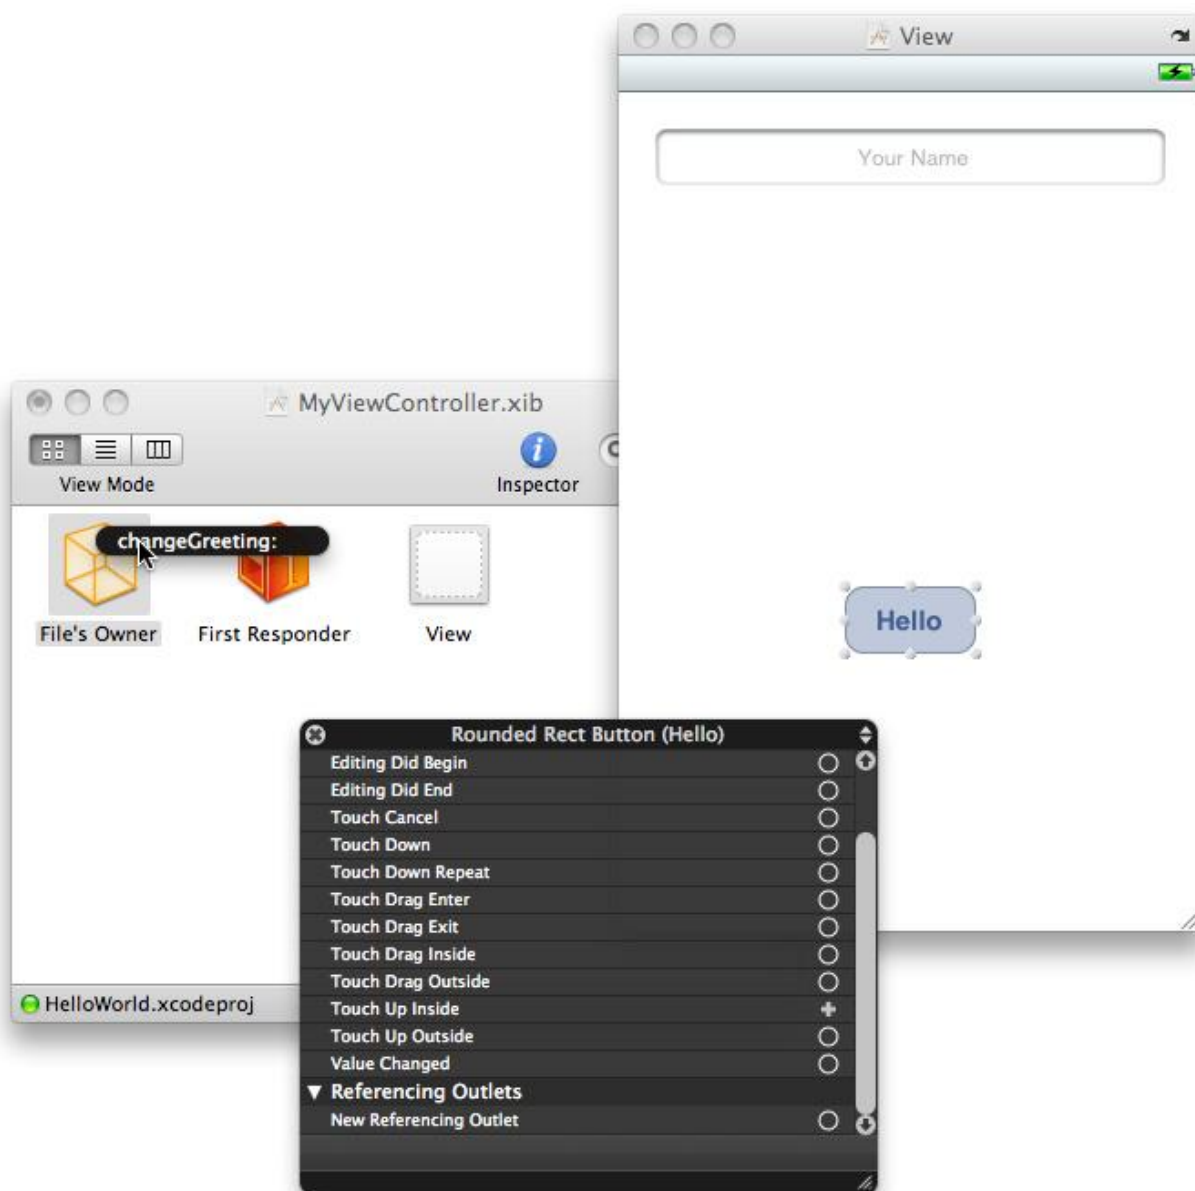 View
Your Name
MyViewController.xib
View Mode
Inspector
changeGreeting:
File's Owner
First Responder
View
Hello
Rounded Rect Button (Hello)
Editing Did Begin
Editing Did End
Touch Cancel
Touch Down
Touch Down Repeat
Touch Drag Enter
Touch Drag Exit
Touch Drag Inside
Touch Drag Outside
Touch Up Inside
Touch Up Outside
Value Changed
Referencing Outlets
New Referencing Outlet
HelloWorld.xcodeproj